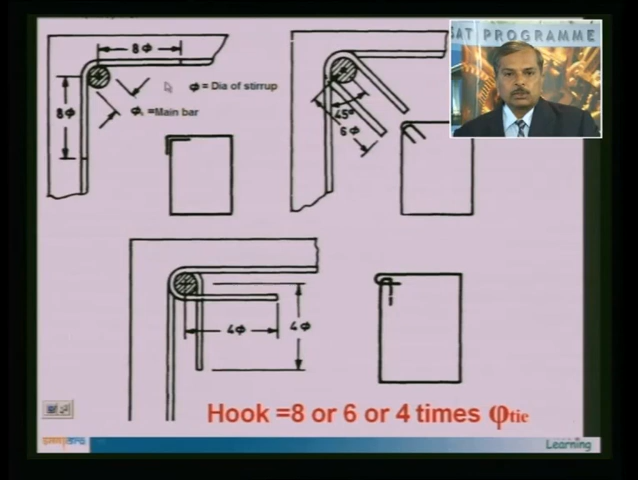 SAT PROGRAMME
8Φ
Φ = Dia of stirrup
8Φ
Φ₁ =Main bar
45°
6Φ
4Φ
4Φ
Hook =8 or 6 or 4 times φtie
Learning